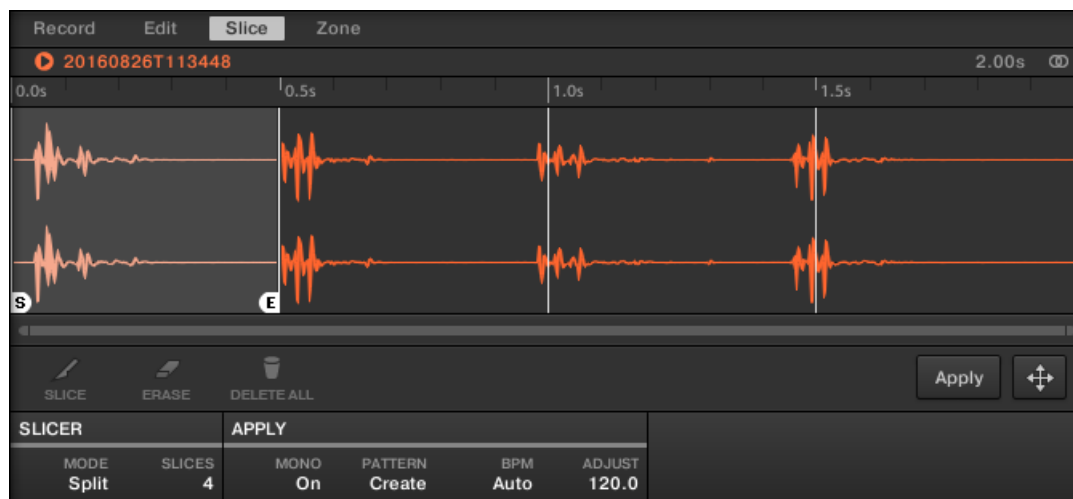 Record Edit Slice Zone
20160826T113448 2.00s
0.0s 0.5s 1.0s 1.5s
S E
SLICE ERASE DELETE ALL Apply
SLICER APPLY
MODE SLICES MONO PATTERN BPM ADJUST
Split 4 On Create Auto 120.0